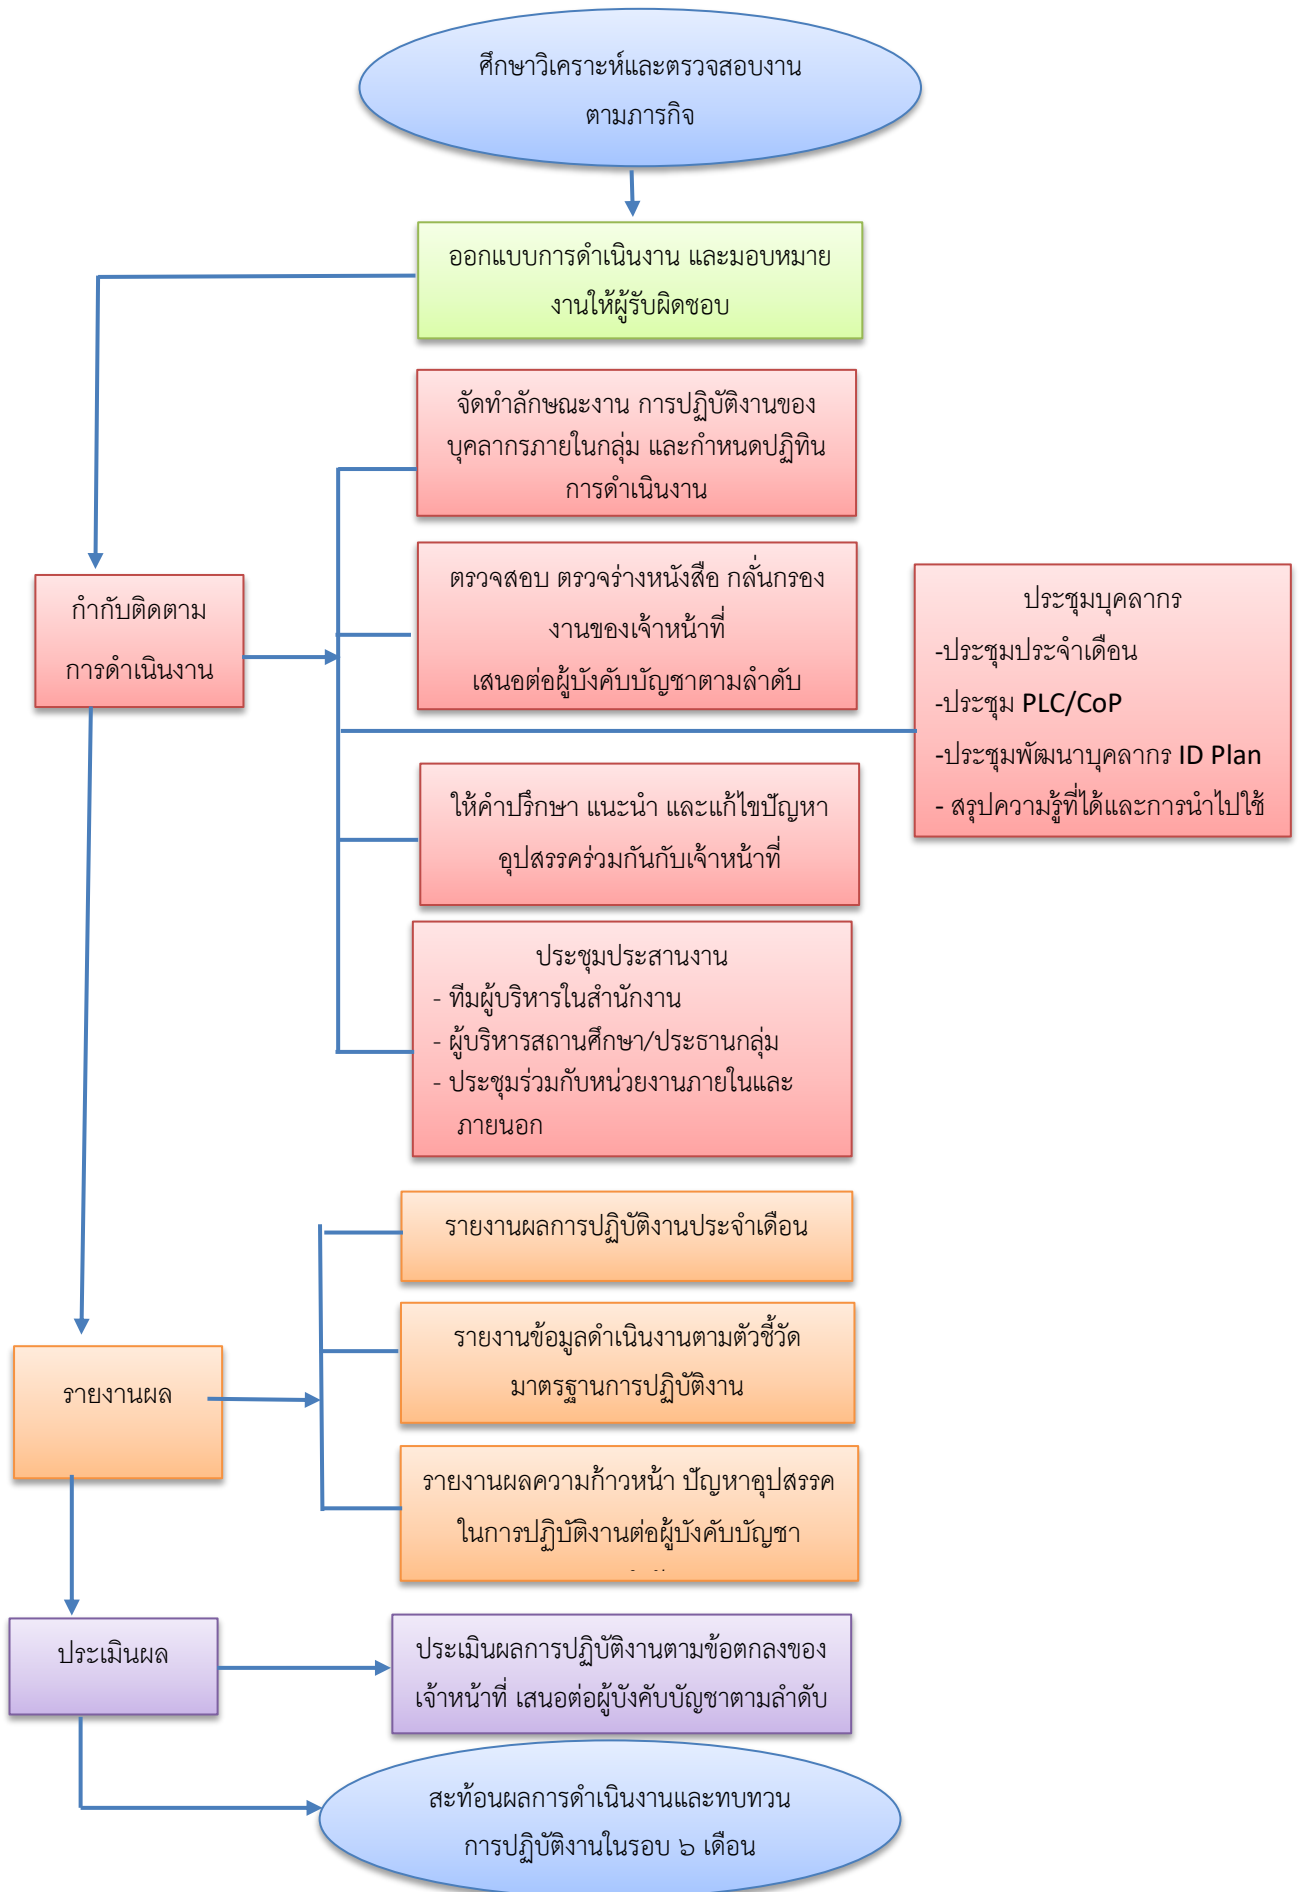 ศึกษาวิเคราะห์และตรวจสอบงาน
ตามภารกิจ
ออกแบบการดำเนินงาน และมอบหมาย
งานให้ผู้รับผิดชอบ
จัดทำลักษณะงาน การปฏิบัติงานของ
บุคลากรภายในกลุ่ม และกำหนดปฏิทิน
การดำเนินงาน
กำกับติดตาม
การดำเนินงาน
ตรวจสอบ ตรวจร่างหนังสือ กลั่นกรอง
งานของเจ้าหน้าที่
เสนอต่อผู้บังคับบัญชาตามลำดับ
ประชุมบุคลากร
-ประชุมประจำเดือน
-ประชุม PLC/CoP
-ประชุมพัฒนาบุคลากร ID Plan
- สรุปความรู้ที่ได้และการนำไปใช้
ให้คำปรึกษา แนะนำ และแก้ไขปัญหา
อุปสรรคร่วมกันกับเจ้าหน้าที่
ประชุมประสานงาน
- ทีมผู้บริหารในสำนักงาน
- ผู้บริหารสถานศึกษา/ประธานกลุ่ม
- ประชุมร่วมกับหน่วยงานภายในและ
ภายนอก
รายงานผลการปฏิบัติงานประจำเดือน
รายงานข้อมูลดำเนินงานตามตัวชี้วัด
มาตรฐานการปฏิบัติงาน
รายงานผล
รายงานผลความก้าวหน้า ปัญหาอุปสรรค
ในการปฏิบัติงานต่อผู้บังคับบัญชา
ประเมินผล
ประเมินผลการปฏิบัติงานตามข้อตกลงของ
เจ้าหน้าที่ เสนอต่อผู้บังคับบัญชาตามลำดับ
สะท้อนผลการดำเนินงานและทบทวน
การปฏิบัติงานในรอบ ๖ เดือน